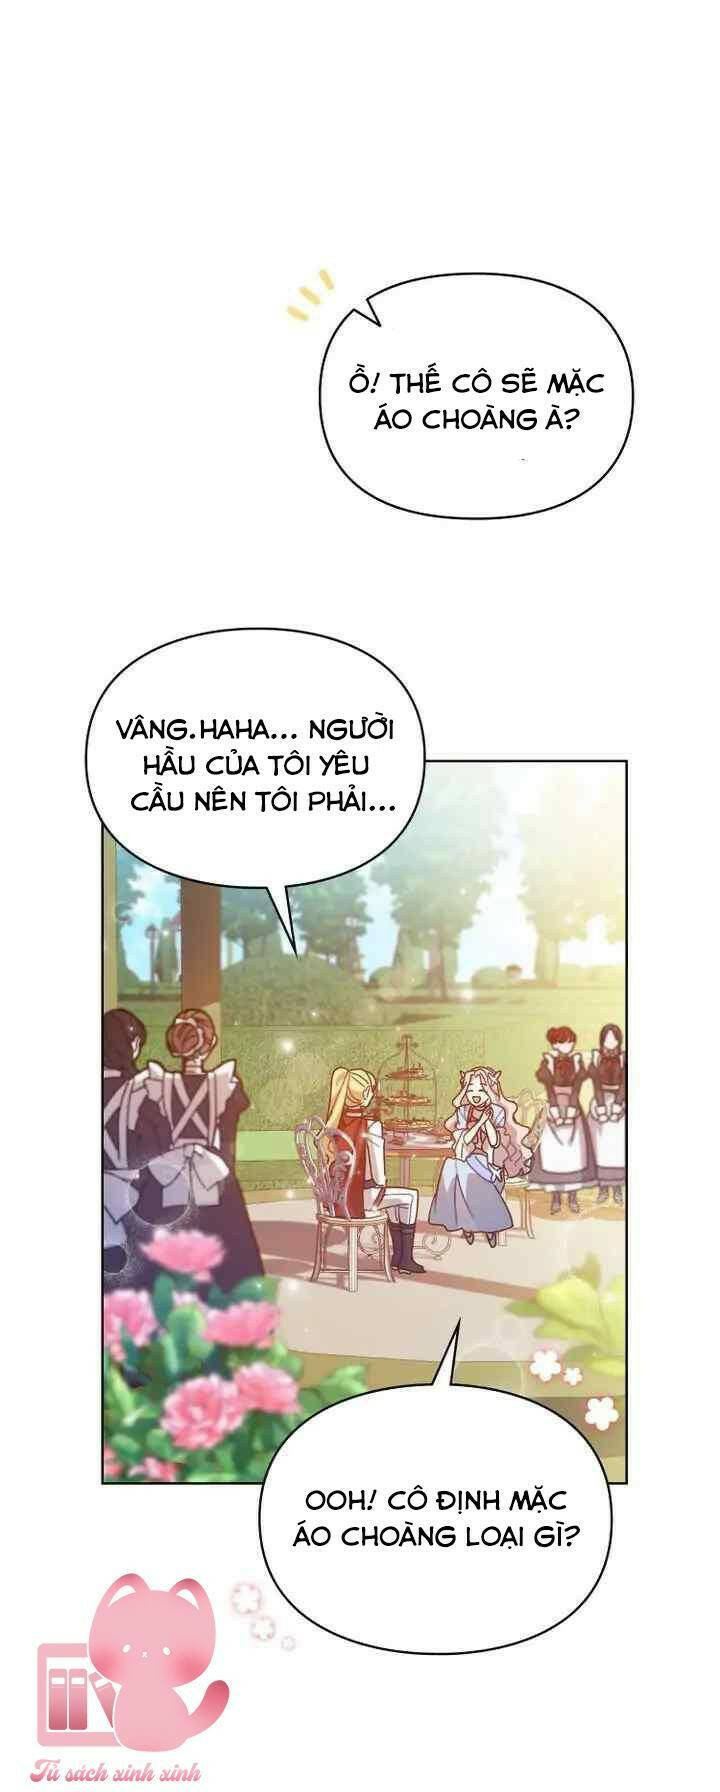 Ồ! THẾ CÔ SẼ MẶC
ÁO CHOÀNG À?
VÂNG.HAHA... NGƯỜI
HẦU CỦA TÔI YÊU
CẦU NÊN TÔI PHẢI...
OOH! CÔ ĐỊNH MẶC
ÁO CHOÀNG LOẠI GÌ?
Tủ sách xinh xinh